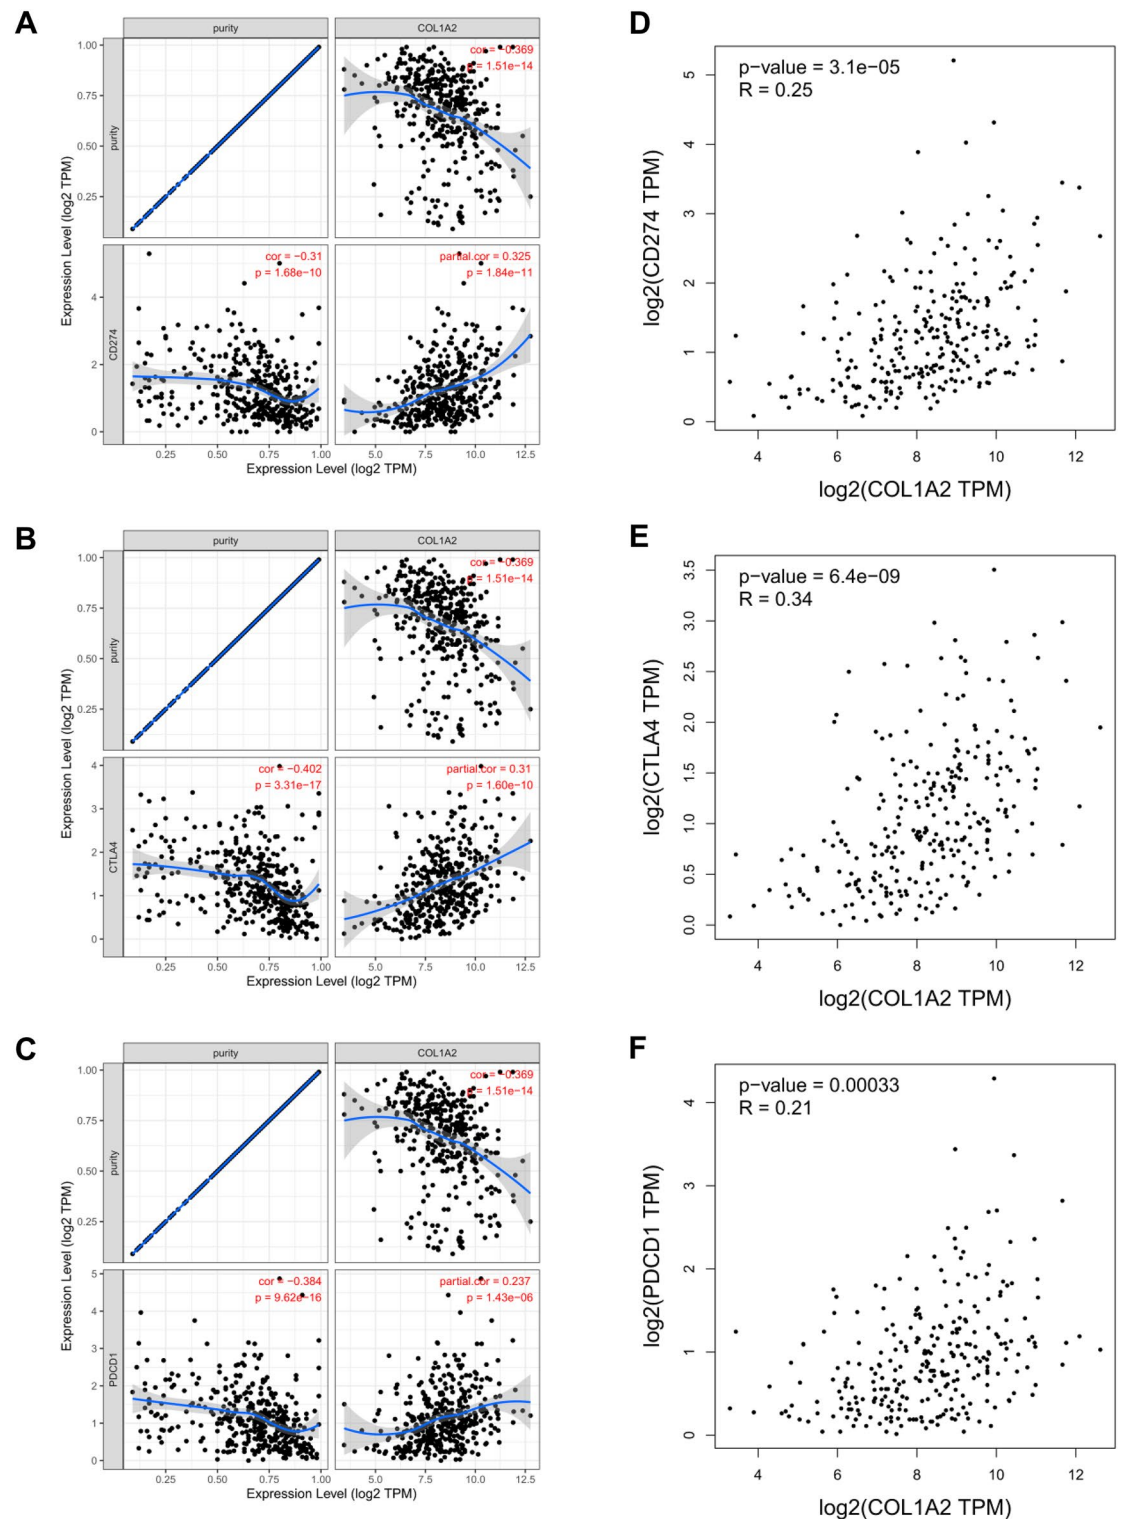 A
purity
COL1A2
1.00
0.75
0.50
0.25
purity
cor = −0.369
p = 1.51e−14
Expression Level (log2 TPM)
4
2
0
CD274
cor = −0.31
p = 1.68e−10
partial.cor = 0.325
p = 1.84e−11
0.25
0.50
0.75
1.00
5.0
7.5
10.0
12.5
Expression Level (log2 TPM)
D
p-value = 3.1e−05
R = 0.25
log2(CD274 TPM)
5
4
3
2
1
0
4
6
8
10
12
log2(COL1A2 TPM)
B
purity
COL1A2
1.00
0.75
0.50
0.25
purity
cor = −0.369
p = 1.51e−14
Expression Level (log2 TPM)
4
3
2
1
0
CTLA4
cor = −0.402
p = 3.31e−17
partial.cor = 0.31
p = 1.60e−10
0.25
0.50
0.75
1.00
5.0
7.5
10.0
12.5
Expression Level (log2 TPM)
E
p-value = 6.4e−09
R = 0.34
log2(CTLA4 TPM)
3.5
3.0
2.5
2.0
1.5
1.0
0.5
0.0
4
6
8
10
12
log2(COL1A2 TPM)
C
purity
COL1A2
1.00
0.75
0.50
0.25
purity
cor = −0.369
p = 1.51e−14
Expression Level (log2 TPM)
5
4
3
2
1
0
PDCD1
cor = −0.384
p = 9.62e−16
partial.cor = 0.237
p = 1.43e−06
0.25
0.50
0.75
1.00
5.0
7.5
10.0
12.5
Expression Level (log2 TPM)
F
p-value = 0.00033
R = 0.21
log2(PDCD1 TPM)
4
3
2
1
0
4
6
8
10
12
log2(COL1A2 TPM)